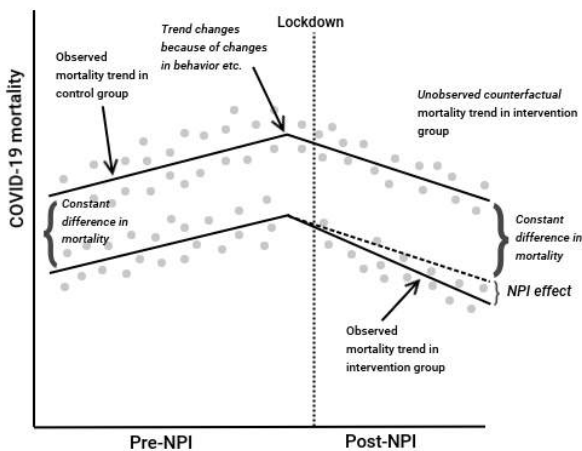 Lockdown
Trend changes
because of changes
in behavior etc.
Observed
mortality trend in
control group
Unobserved counterfactual
mortality trend in intervention
group
COVID-19 mortality
Constant
difference in
mortality
Constant
difference in
mortality
NPI effect
Observed
mortality trend in
intervention group
Pre-NPI
Post-NPI